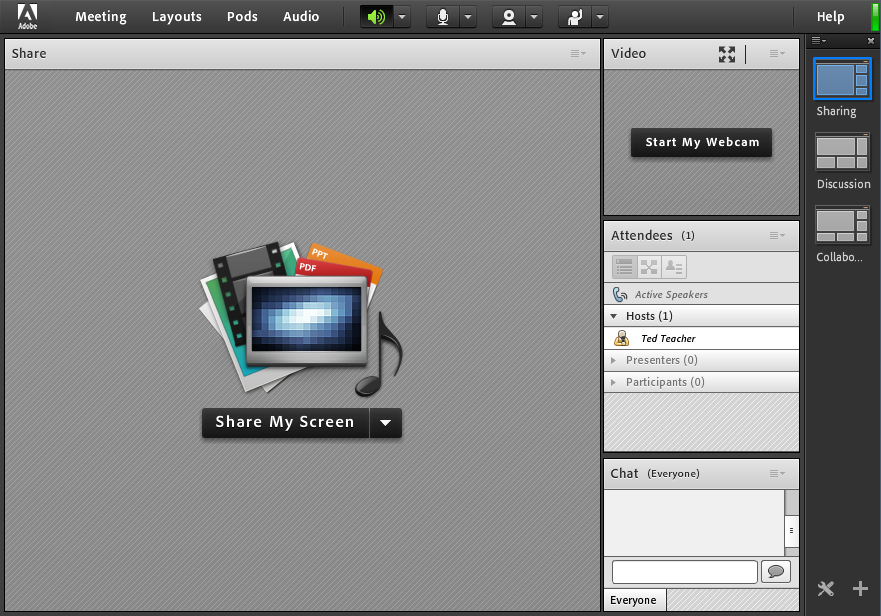 Adobe
Meeting Layouts Pods Audio Help
Share
PPT
PDF
Share My Screen
Video
Start My Webcam
Attendees (1)
Active Speakers
Hosts (1)
Ted Teacher
Presenters (0)
Participants (0)
Chat (Everyone)
Everyone
Sharing
Discussion
Collabo...